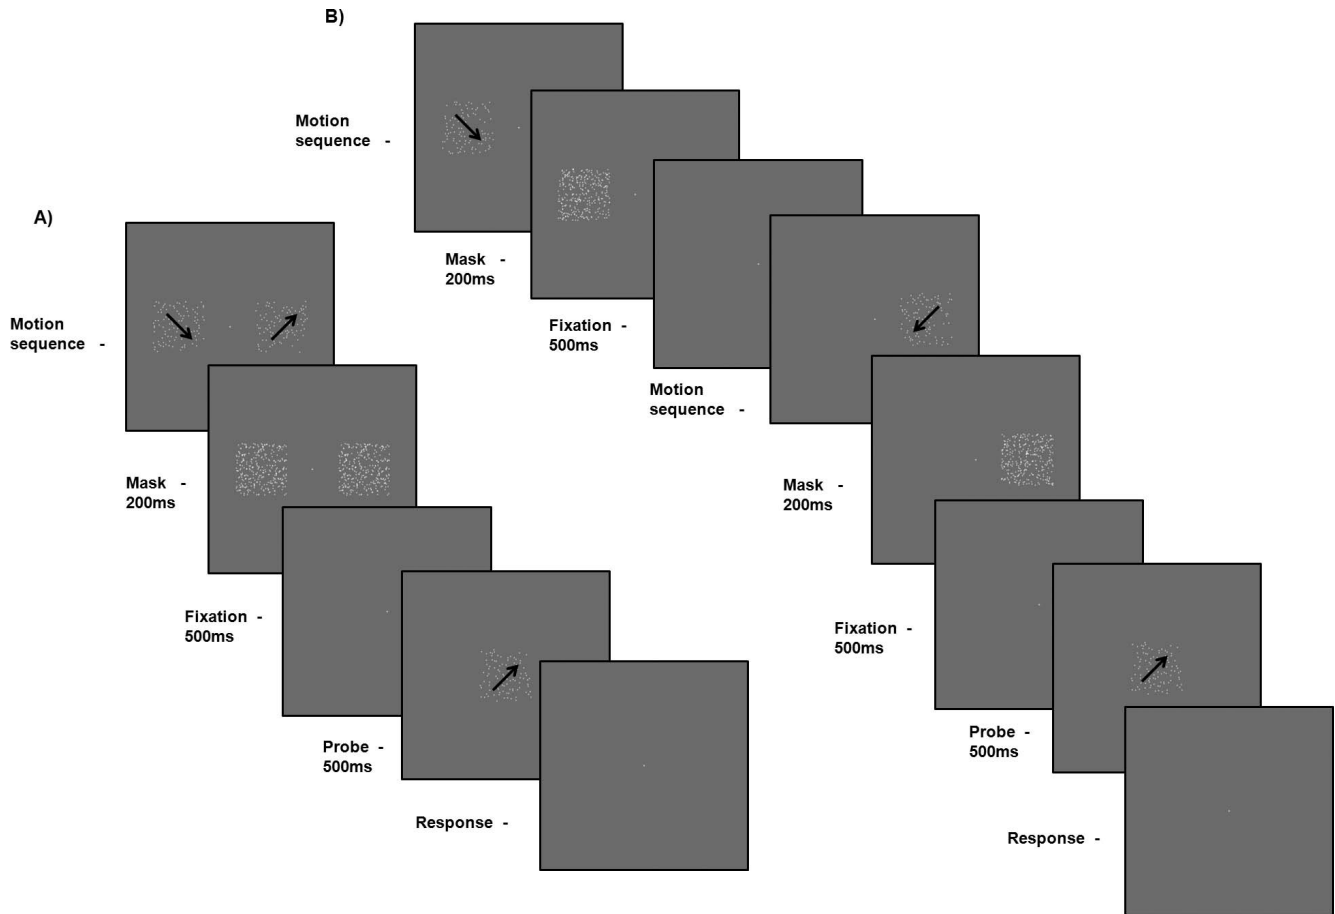 B)
Motion
sequence -
Mask -
200ms
Fixation -
500ms
Motion
sequence -
Mask -
200ms
Fixation -
500ms
Probe -
500ms
Response -
A)
Motion
sequence -
Mask -
200ms
Fixation -
500ms
Probe -
500ms
Response -